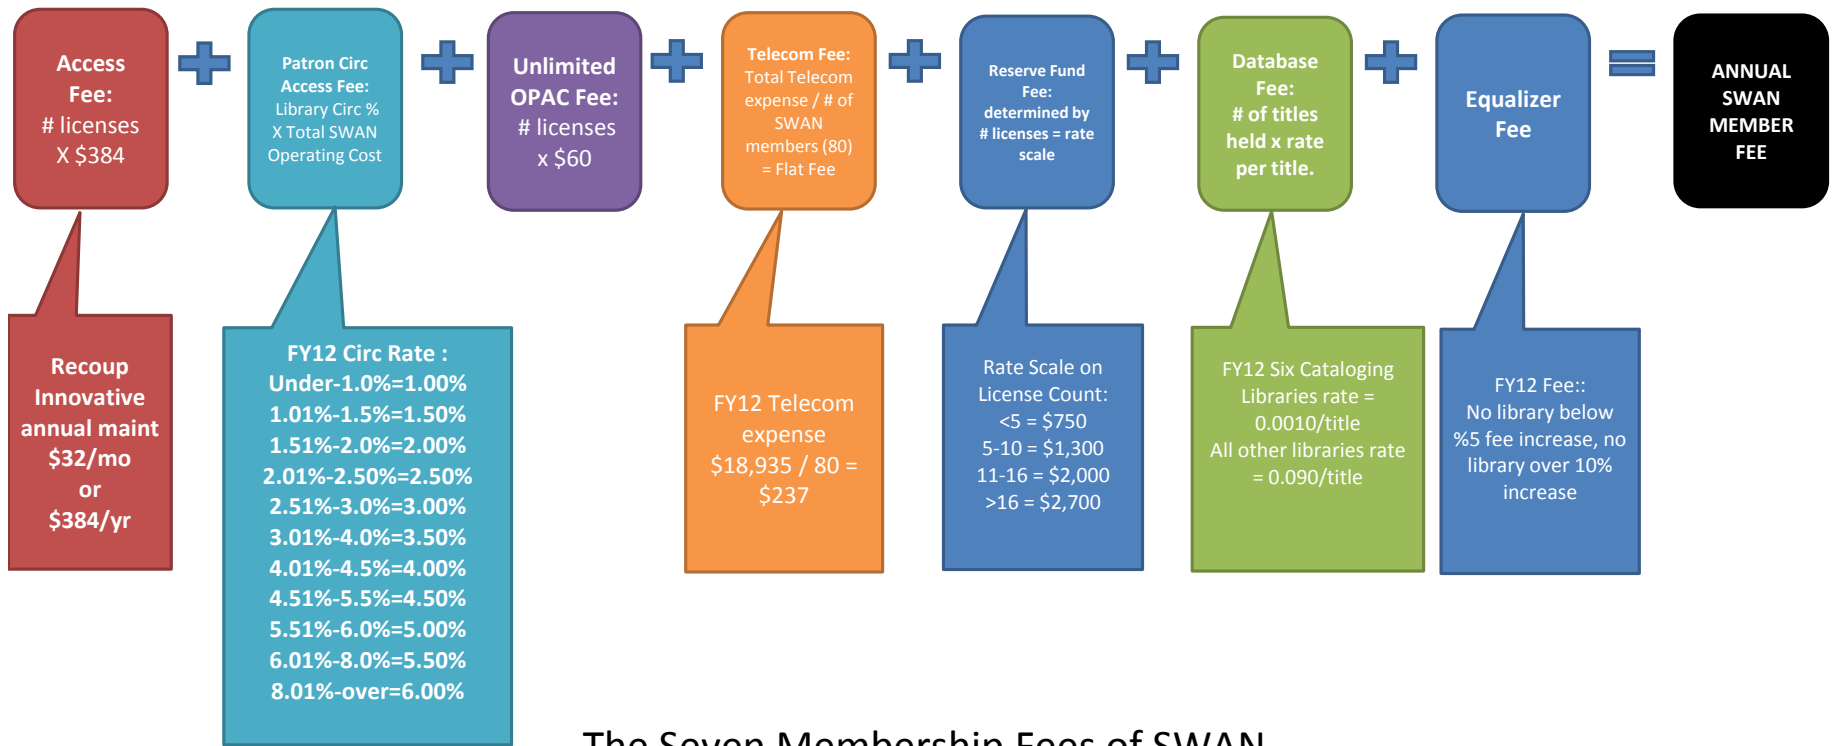 Access
Fee:
# licenses
X $384
Patron Circ
Access Fee:
Library Circ %
X Total SWAN
Operating Cost
Unlimited
OPAC Fee:
# licenses
x $60
Telecom Fee:
Total Telecom
expense / # of
SWAN
members (80)
= Flat Fee
Reserve Fund
Fee:
determined by
# licenses = rate
scale
Database
Fee:
# of titles
held x rate
per title.
Equalizer
Fee
ANNUAL
SWAN
MEMBER
FEE
Recoup
Innovative
annual maint
$32/mo
or
$384/yr
FY12 Circ Rate :
Under-1.0%=1.00%
1.01%-1.5%=1.50%
1.51%-2.0%=2.00%
2.01%-2.50%=2.50%
2.51%-3.0%=3.00%
3.01%-4.0%=3.50%
4.01%-4.5%=4.00%
4.51%-5.5%=4.50%
5.51%-6.0%=5.00%
6.01%-8.0%=5.50%
8.01%-over=6.00%
FY12 Telecom
expense
$18,935 / 80 =
$237
Rate Scale on
License Count:
<5 = $750
5-10 = $1,300
11-16 = $2,000
>16 = $2,700
FY12 Six Cataloging
Libraries rate =
0.0010/title
All other libraries rate
= 0.090/title
FY12 Fee::
No library below
%5 fee increase, no
library over 10%
increase
The Seven Membership Fees of SWAN